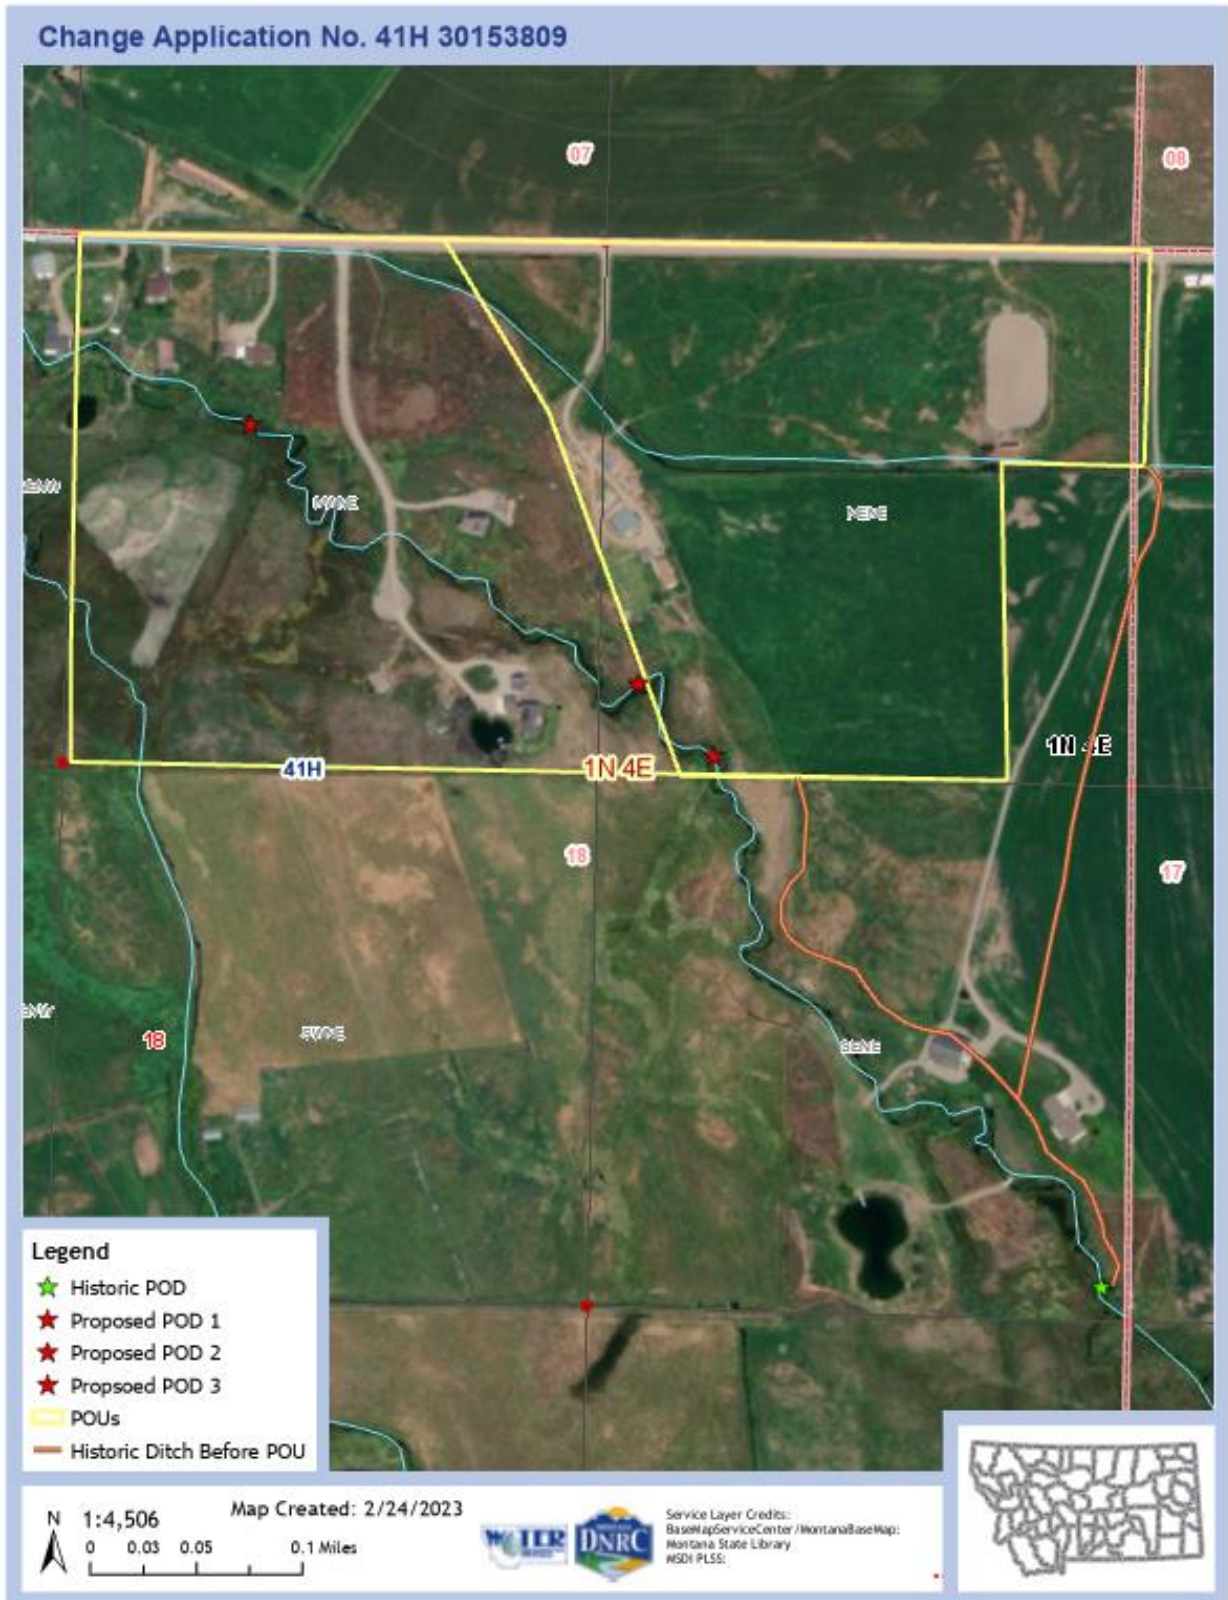 Change Application No. 41H 30153809
07
08
NWNE
NENE
1N 4E
41H
1N 4E
18
17
18
SWNE
SENE
Legend
Historic POD
Proposed POD 1
Proposed POD 2
Propsoed POD 3
POUs
Historic Ditch Before POU
N
1:4,506
Map Created: 2/24/2023
0 0.03 0.05 0.1 Miles
WATER
DNRC
Service Layer Credits:
BaseMapServiceCenter/MontanaBaseMap:
Montana State Library
MSDI PLSS: